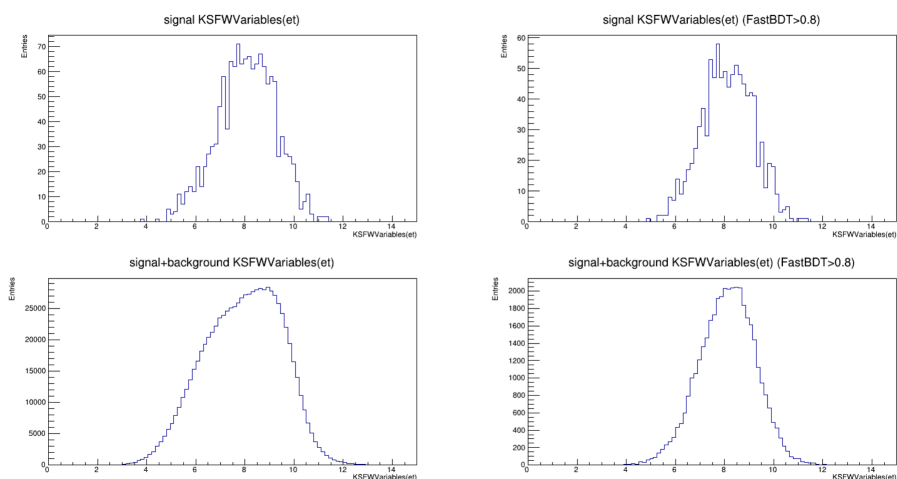 signal KSFWVariables(et)
Entries
70
60
50
40
30
20
10
0
0 2 4 6 8 10 12 14
KSFWVariables(et)
signal KSFWVariables(et) (FastBDT>0.8)
Entries
60
50
40
30
20
10
0
0 2 4 6 8 10 12 14
KSFWVariables(et)
signal+background KSFWVariables(et)
Entries
25000
20000
15000
10000
5000
0
0 2 4 6 8 10 12 14
KSFWVariables(et)
signal+background KSFWVariables(et) (FastBDT>0.8)
Entries
2000
1800
1600
1400
1200
1000
800
600
400
200
0
0 2 4 6 8 10 12 14
KSFWVariables(et)